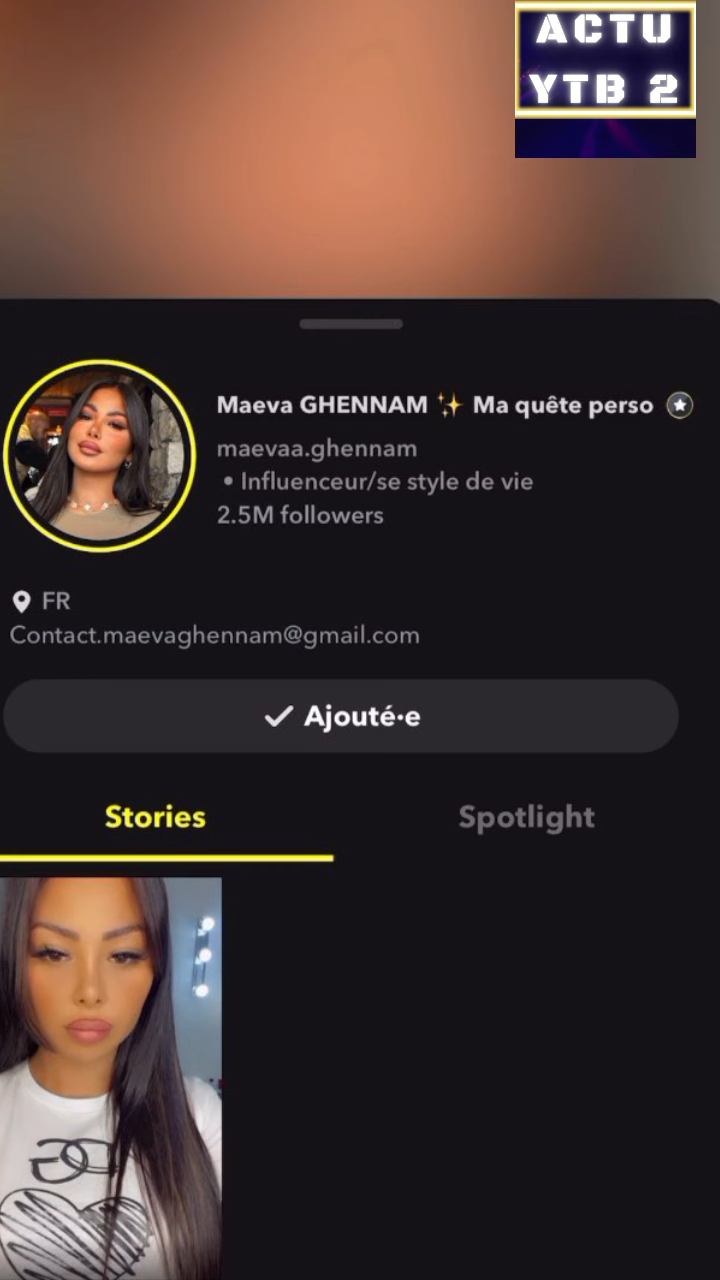 ACTU
YTB 2
Maeva GHENNAM ✨ Ma quête perso
maevaa.ghennam
• Influenceur/se style de vie
2.5M followers
FR
Contact.maevaghennam@gmail.com
Ajouté·e
Stories
Spotlight